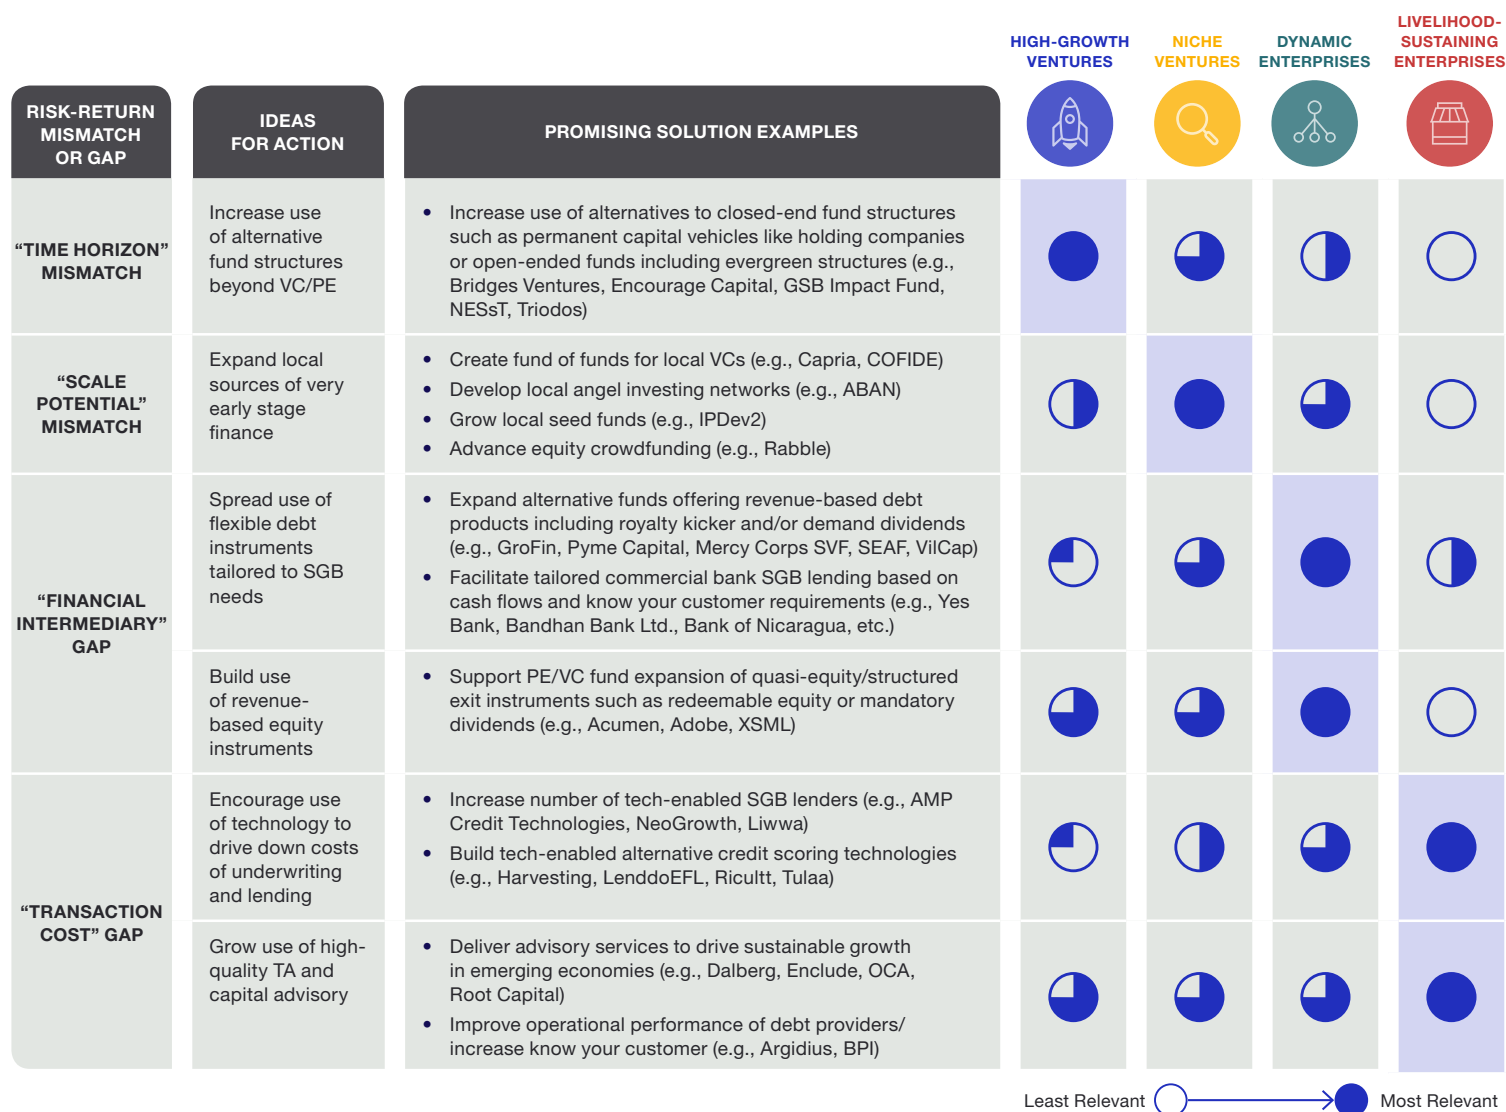 HIGH-GROWTH
VENTURES
NICHE
VENTURES
DYNAMIC
ENTERPRISES
LIVELIHOOD-
SUSTAINING
ENTERPRISES
RISK-RETURN
MISMATCH
OR GAP
IDEAS
FOR ACTION
PROMISING SOLUTION EXAMPLES
“TIME HORIZON”
MISMATCH
Increase use
of alternative
fund structures
beyond VC/PE
• Increase use of alternatives to closed-end fund structures
such as permanent capital vehicles like holding companies
or open-ended funds including evergreen structures (e.g.,
Bridges Ventures, Encourage Capital, GSB Impact Fund,
NESsT, Triodos)
“SCALE
POTENTIAL”
MISMATCH
Expand local
sources of very
early stage
finance
• Create fund of funds for local VCs (e.g., Capria, COFIDE)
• Develop local angel investing networks (e.g., ABAN)
• Grow local seed funds (e.g., IPDev2)
• Advance equity crowdfunding (e.g., Rabble)
“FINANCIAL
INTERMEDIARY”
GAP
Spread use of
flexible debt
instruments
tailored to SGB
needs
• Expand alternative funds offering revenue-based debt
products including royalty kicker and/or demand dividends
(e.g., GroFin, Pyme Capital, Mercy Corps SVF, SEAF, VilCap)
• Facilitate tailored commercial bank SGB lending based on
cash flows and know your customer requirements (e.g., Yes
Bank, Bandhan Bank Ltd., Bank of Nicaragua, etc.)
Build use
of revenue-
based equity
instruments
• Support PE/VC fund expansion of quasi-equity/structured
exit instruments such as redeemable equity or mandatory
dividends (e.g., Acumen, Adobe, XSML)
“TRANSACTION
COST” GAP
Encourage use
of technology to
drive down costs
of underwriting
and lending
• Increase number of tech-enabled SGB lenders (e.g., AMP
Credit Technologies, NeoGrowth, Liwwa)
• Build tech-enabled alternative credit scoring technologies
(e.g., Harvesting, LenddoEFL, Ricultt, Tulaa)
Grow use of high-
quality TA and
capital advisory
• Deliver advisory services to drive sustainable growth
in emerging economies (e.g., Dalberg, Enclude, OCA,
Root Capital)
• Improve operational performance of debt providers/
increase know your customer (e.g., Argidius, BPI)
Least Relevant
Most Relevant